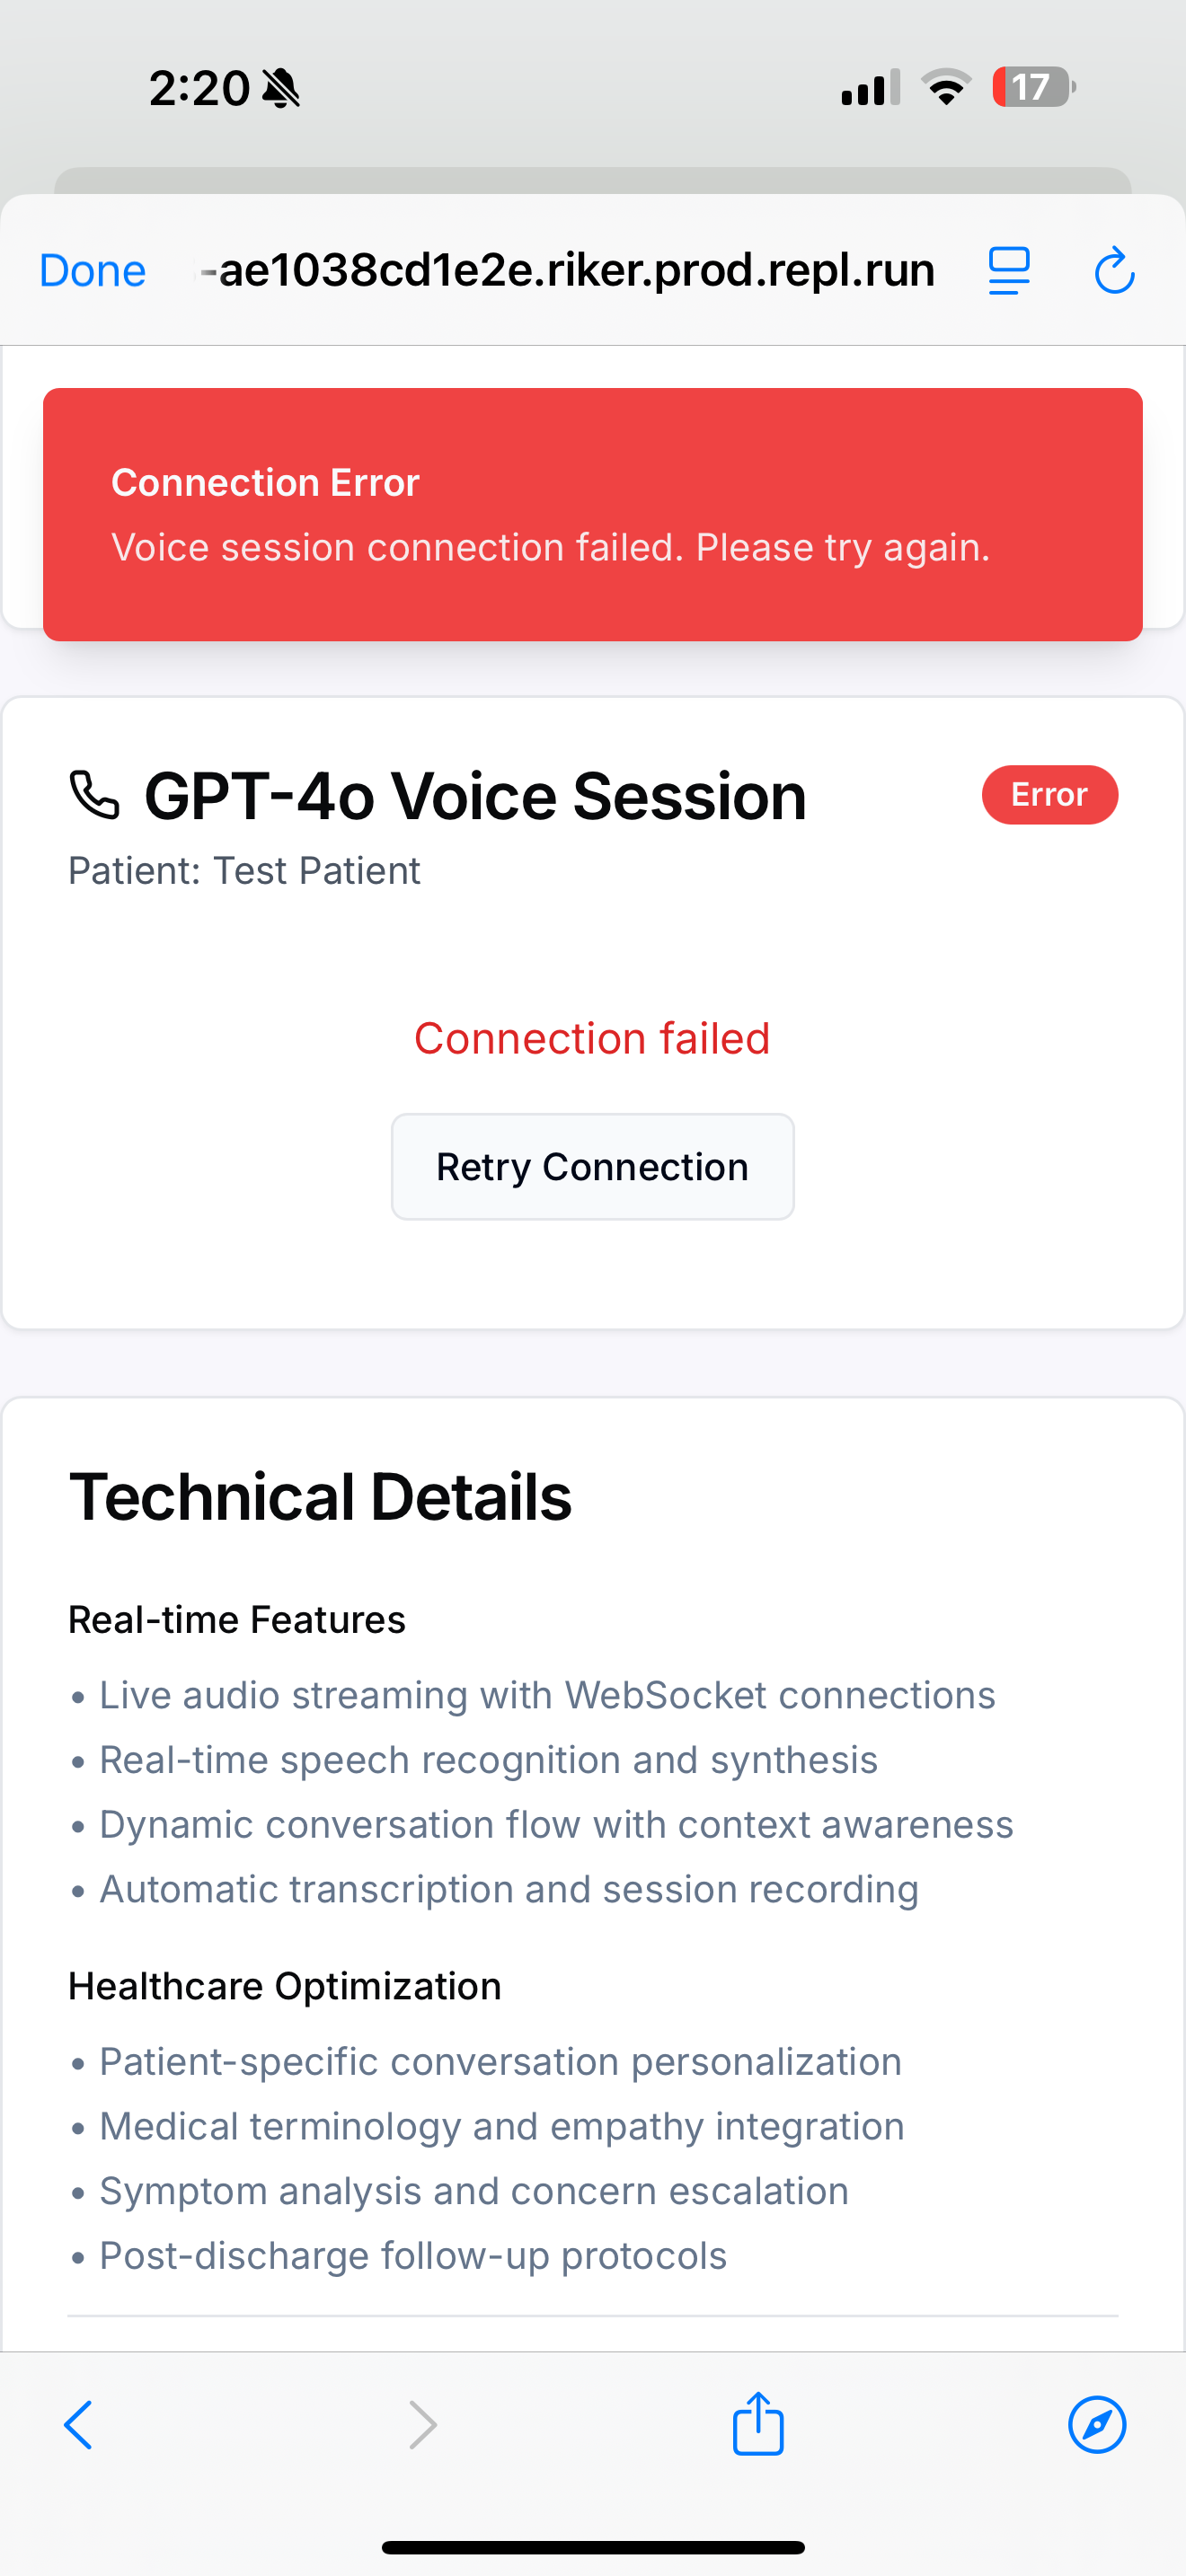 2:20
17
Done
-ae1038cd1e2e.riker.prod.repl.run
Connection Error
Voice session connection failed. Please try again.
GPT-4o Voice Session
Error
Patient: Test Patient
Connection failed
Retry Connection
Technical Details
Real-time Features
• Live audio streaming with WebSocket connections
• Real-time speech recognition and synthesis
• Dynamic conversation flow with context awareness
• Automatic transcription and session recording
Healthcare Optimization
• Patient-specific conversation personalization
• Medical terminology and empathy integration
• Symptom analysis and concern escalation
• Post-discharge follow-up protocols